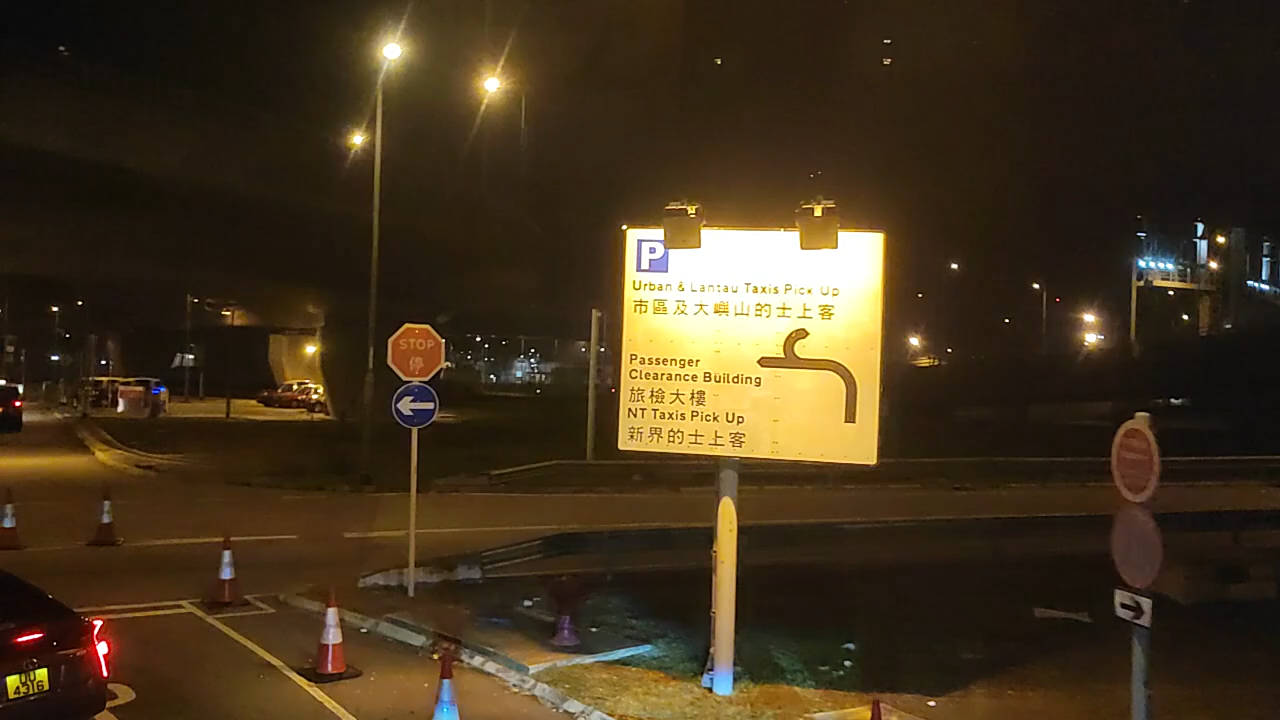 P
Urban & Lantau Taxis Pick Up
市區及大嶼山的士上客
Passenger
Clearance Building
旅檢大樓
NT Taxis Pick Up
新界的士上客
STOP
停
4316